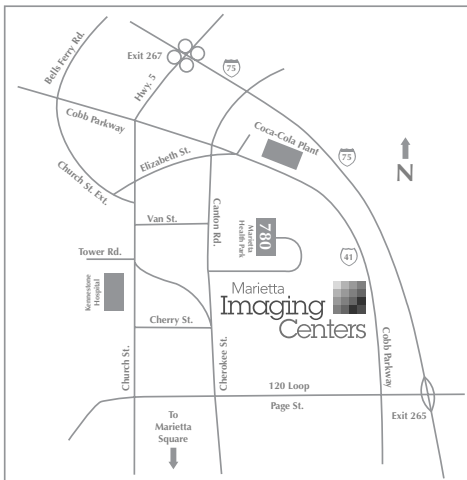 Bells Ferry Rd.
Exit 267
Hwy. 5
75
Cobb Parkway
Coca-Cola Plant
Elizabeth St.
75
N
Church St. Ext.
Van St.
Canton Rd.
780
Marietta
Health Park
Tower Rd.
41
Kennestone
Hospital
Marietta
Imaging
Centers
Cherry St.
Church St.
Cherokee St.
Cobb Parkway
120 Loop
Page St.
Exit 265
To
Marietta
Square